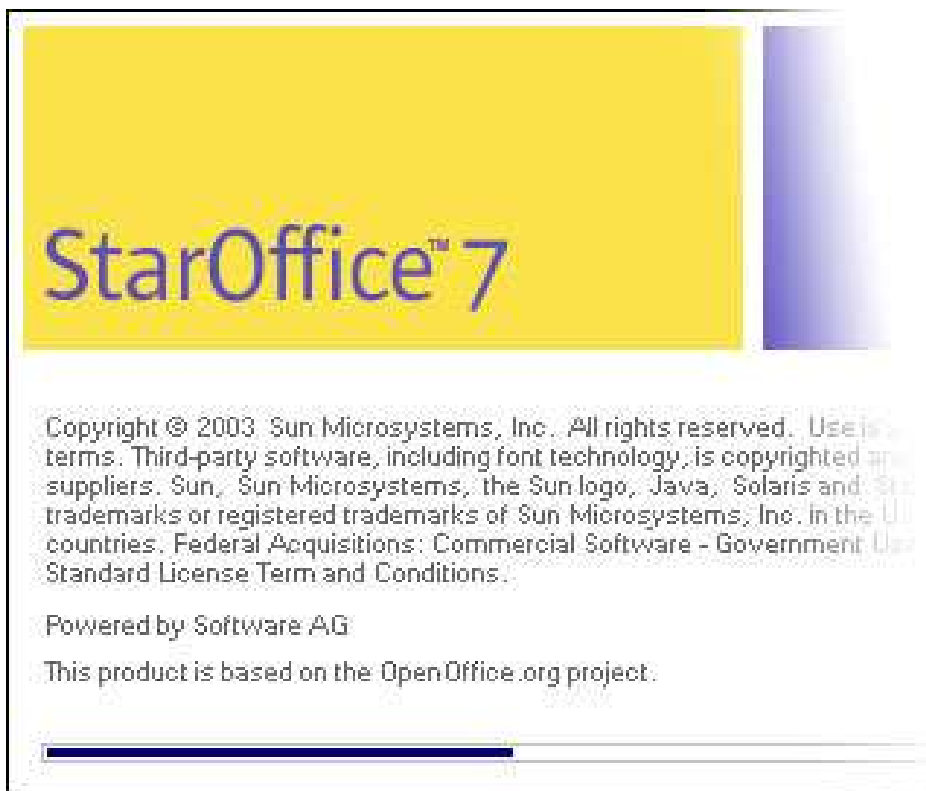 StarOffice™ 7
Copyright © 2003 Sun Microsystems, Inc. All rights reserved. Use is
terms. Third-party software, including font technology, is copyrighted and
suppliers. Sun, Sun Microsystems, the Sun logo, Java, Solaris and
trademarks or registered trademarks of Sun Microsystems, Inc. in the
countries. Federal Acquisitions: Commercial Software - Government
Standard License Term and Conditions.
Powered by Software AG
This product is based on the OpenOffice.org project.